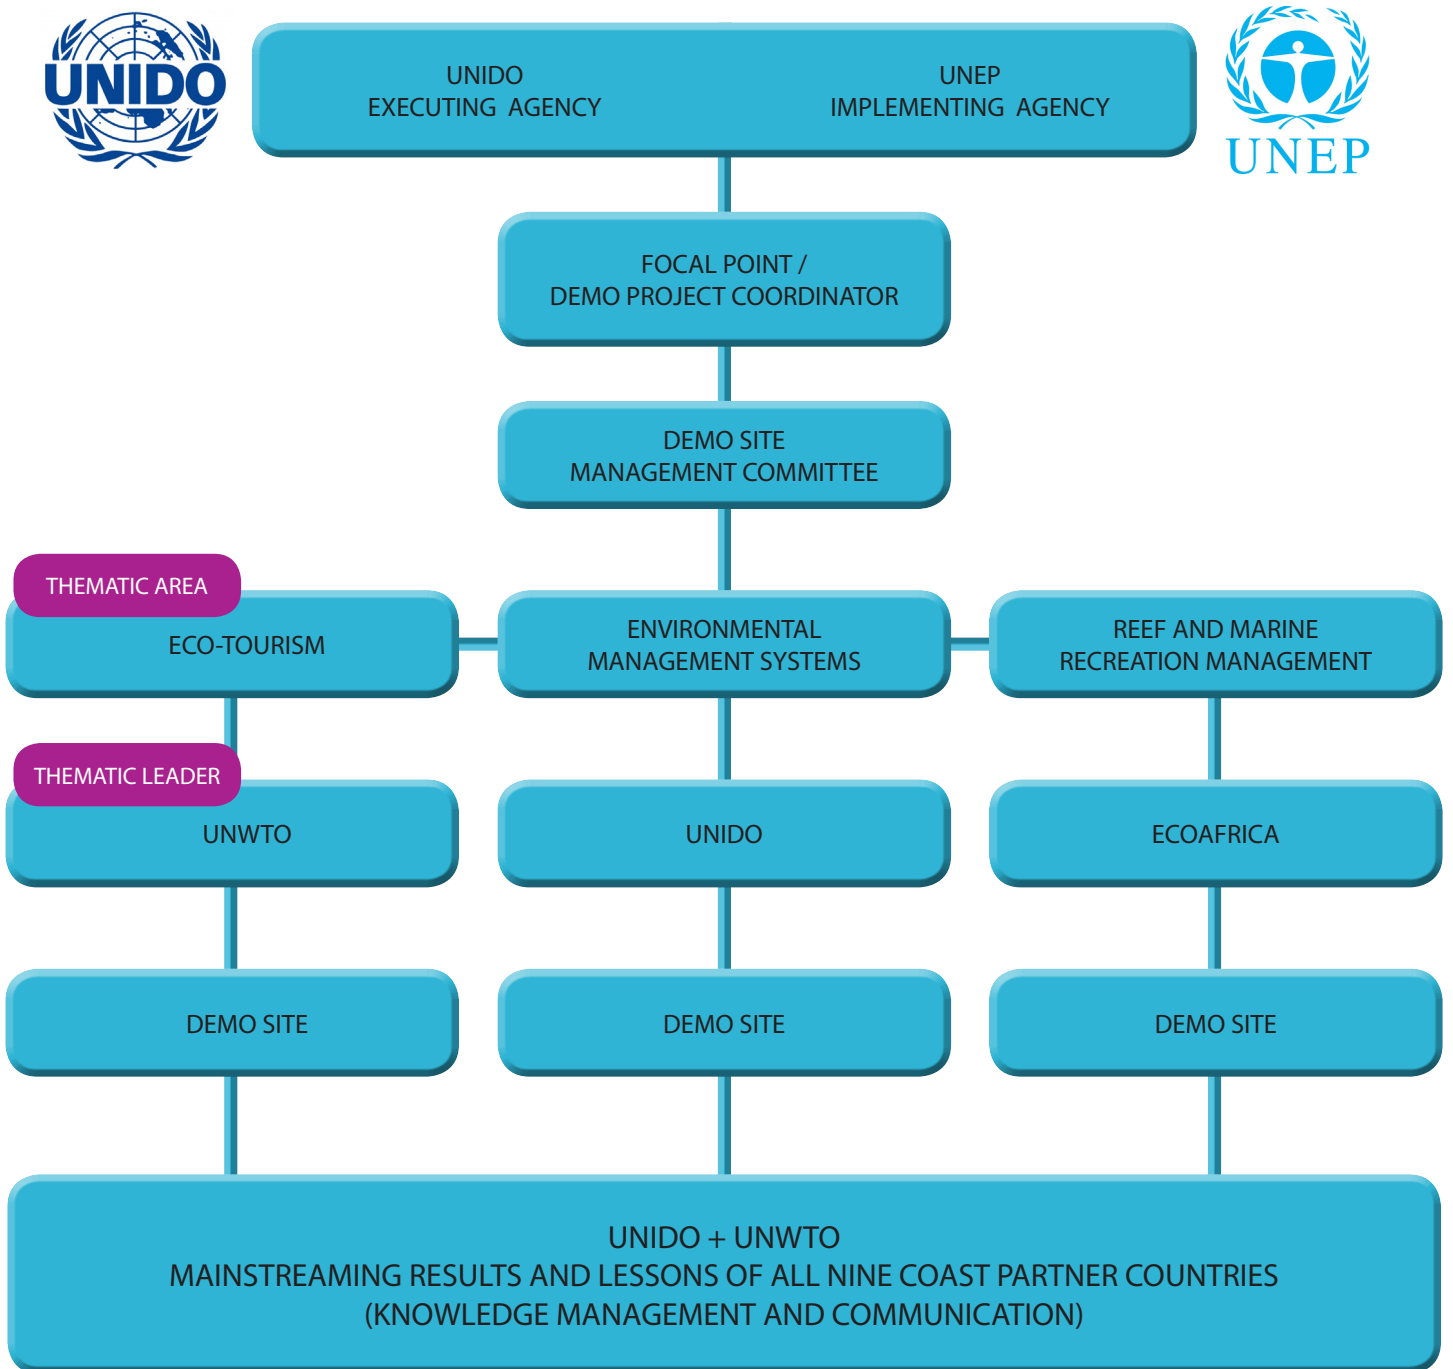 UNIDO
UNIDO
EXECUTING AGENCY
UNEP
IMPLEMENTING AGENCY
UNEP
FOCAL POINT /
DEMO PROJECT COORDINATOR
DEMO SITE
MANAGEMENT COMMITTEE
THEMATIC AREA
ECO-TOURISM
ENVIRONMENTAL
MANAGEMENT SYSTEMS
REEF AND MARINE
RECREATION MANAGEMENT
THEMATIC LEADER
UNWTO
UNIDO
ECOAFRICA
DEMO SITE
DEMO SITE
DEMO SITE
UNIDO + UNWTO
MAINSTREAMING RESULTS AND LESSONS OF ALL NINE COAST PARTNER COUNTRIES
(KNOWLEDGE MANAGEMENT AND COMMUNICATION)